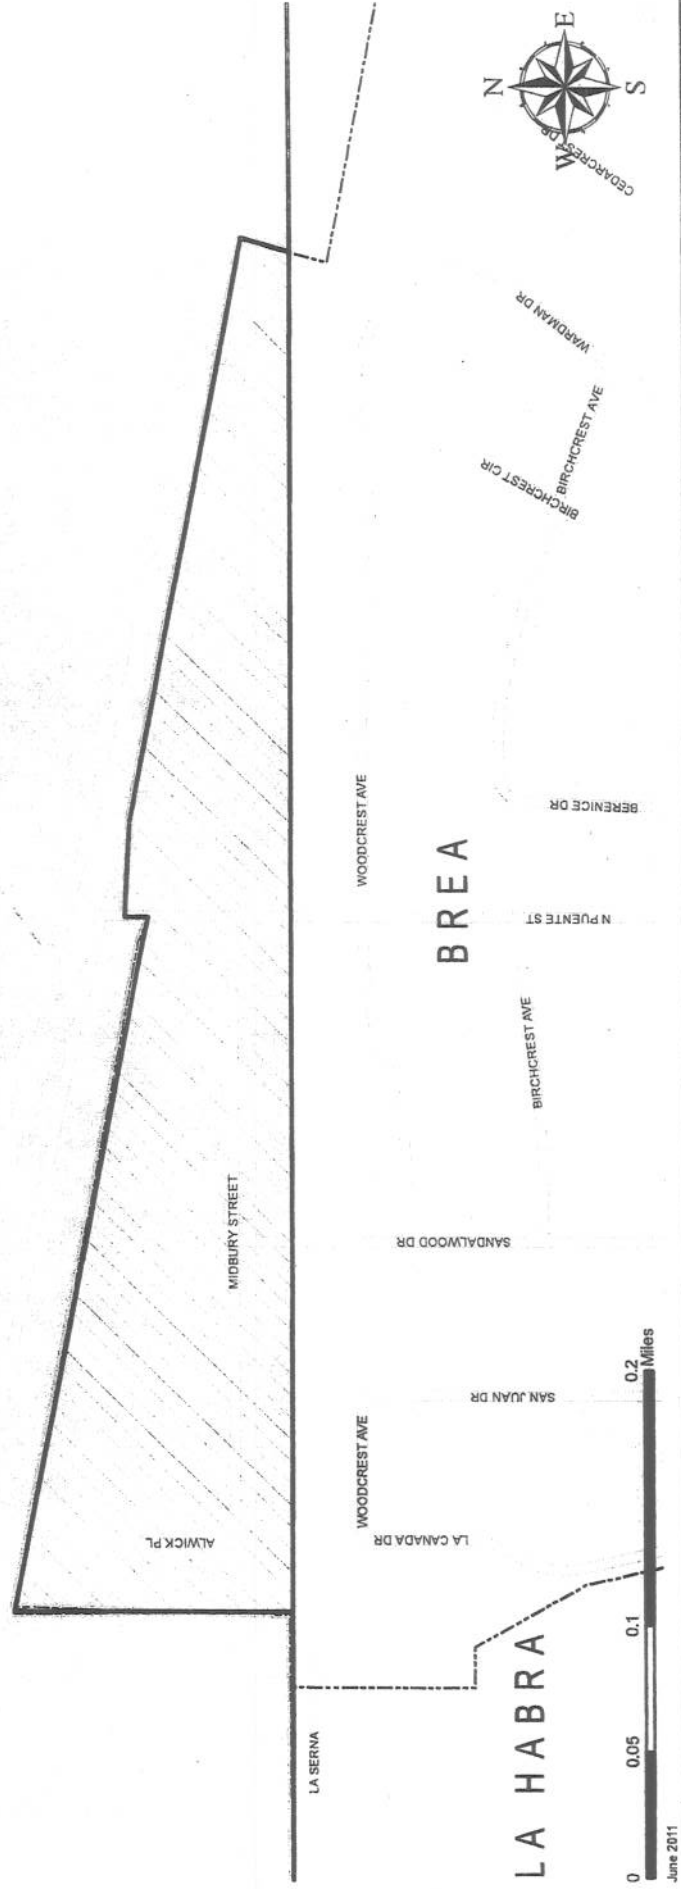 N
W
E
S
CEDARCREST DR
WARDMAN DR
BIRCHCREST AVE
BIRCHCREST CIR
WOODCREST AVE
BERENICE DR
BREA
N PUENTE ST
BIRCHCREST AVE
MIDBURY STREET
SANDALWOOD DR
SAN JUAN DR
WOODCREST AVE
ALWICK PL
LA CANADA DR
LA SERNA
LA HABRA
0 0.05 0.1 0.2
Miles
June 2011